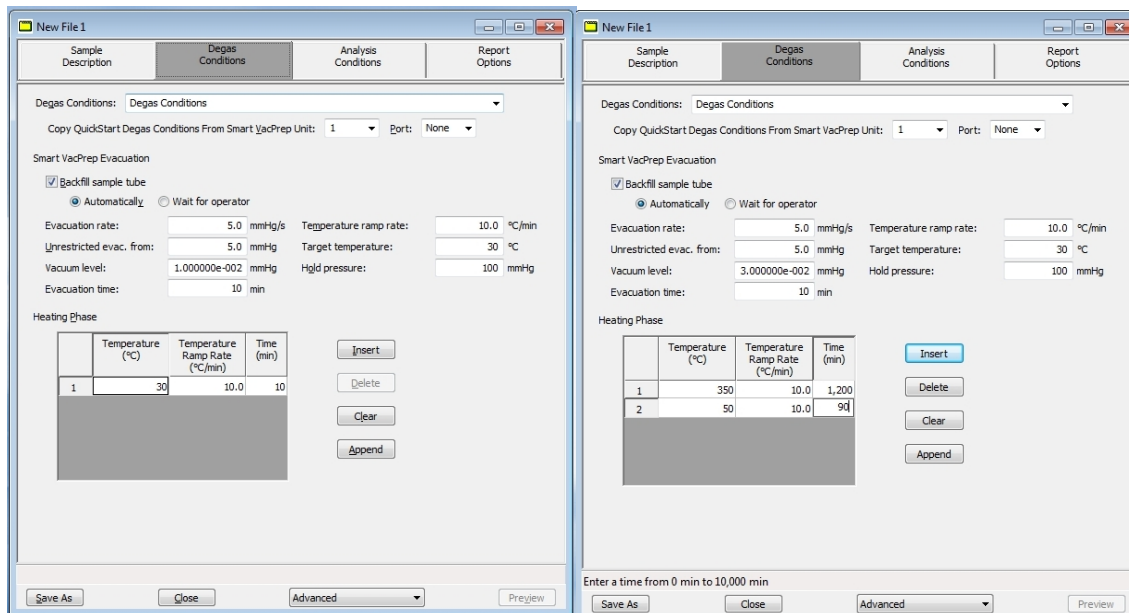 New File 1
Sample Description
Degas Conditions
Analysis Conditions
Report Options
Degas Conditions: Degas Conditions
Copy QuickStart Degas Conditions From Smart VacPrep Unit: 1 Port: None
Smart VacPrep Evacuation
Backfill sample tube
Automatically Wait for operator
Evacuation rate: 5.0 mmHg/s Temperature ramp rate: 10.0 °C/min
Unrestricted evac. from: 5.0 mmHg Target temperature: 30 °C
Vacuum level: 1.000000e-002 mmHg Hold pressure: 100 mmHg
Evacuation time: 10 min
Heating Phase
Temperature (°C) Temperature Ramp Rate (°C/min) Time (min)
1 30 10.0 10
Insert
Delete
Clear
Append
Save As Close Advanced Preview
New File 1
Sample Description
Degas Conditions
Analysis Conditions
Report Options
Degas Conditions: Degas Conditions
Copy QuickStart Degas Conditions From Smart VacPrep Unit: 1 Port: None
Smart VacPrep Evacuation
Backfill sample tube
Automatically Wait for operator
Evacuation rate: 5.0 mmHg/s Temperature ramp rate: 10.0 °C/min
Unrestricted evac. from: 5.0 mmHg Target temperature: 30 °C
Vacuum level: 3.000000e-002 mmHg Hold pressure: 100 mmHg
Evacuation time: 10 min
Heating Phase
Temperature (°C) Temperature Ramp Rate (°C/min) Time (min)
1 350 10.0 1,200
2 50 10.0 90
Insert
Delete
Clear
Append
Enter a time from 0 min to 10,000 min
Save As Close Advanced Preview